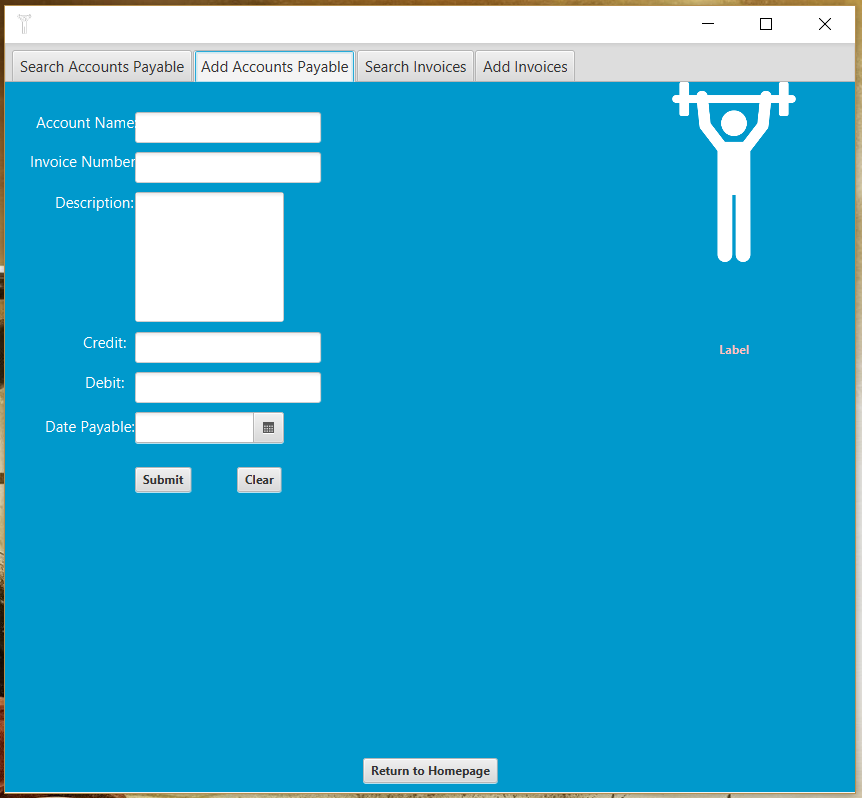 Search Accounts Payable Add Accounts Payable Search Invoices Add Invoices
Account Name:
Invoice Number
Description:
Credit:
Label
Debit:
Date Payable:
Submit Clear
Return to Homepage